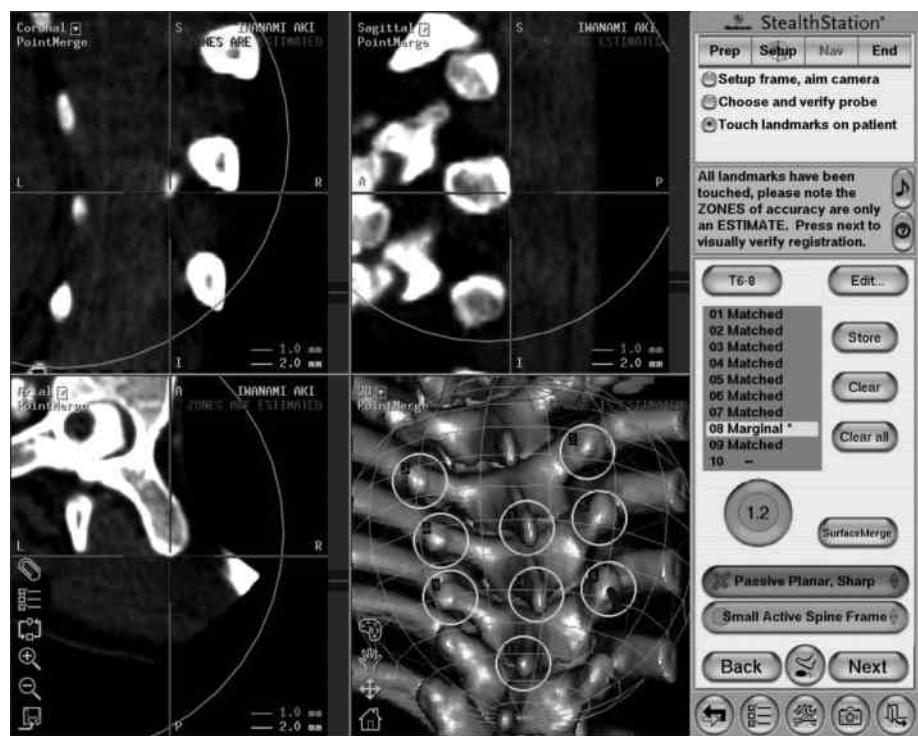 Coronal
PointMerge
S
IWANAMI AKI
ZONES ARE ESTIMATED
L
R
I
1.0 mm
2.0 mm
Sagittal
PointMerge
S
IWANAMI AKI
ESTIMATED
A
P
I
1.0 mm
2.0 mm
Axial
PointMerge
A
IWANAMI AKI
ZONES ARE ESTIMATED
L
R
P
1.0 mm
2.0 mm
3D
PointMerge
IWANAMI AKI
ESTIMATED
StealthStation
Prep Setup Nav End
Setup frame, aim camera
Choose and verify probe
Touch landmarks on patient
All landmarks have been
touched, please note the
ZONES of accuracy are only
an ESTIMATE. Press next to
visually verify registration.
T6-8 Edit...
01 Matched
02 Matched
03 Matched
04 Matched
05 Matched
06 Matched
07 Matched
08 Marginal *
09 Matched
10 --
Store
Clear
Clear all
1.2
SurfaceMerge
Passive Planar, Sharp
Small Active Spine Frame
Back Next